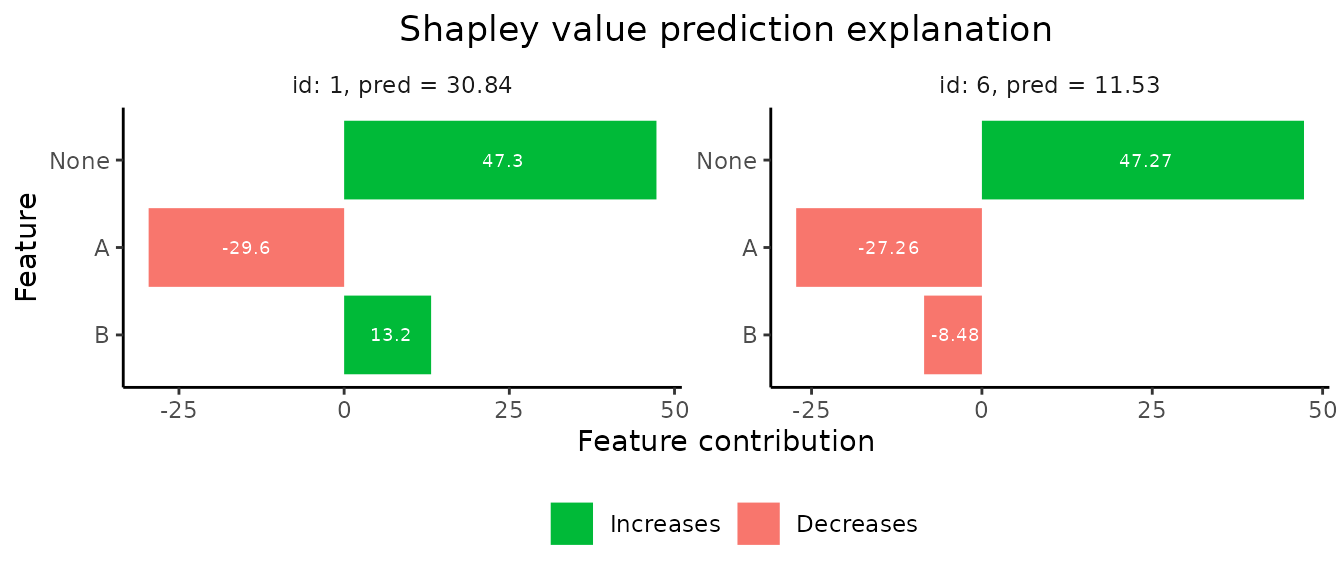 Shapley value prediction explanation
id: 1, pred = 30.84
id: 6, pred = 11.53
Feature
None
47.3
A
-29.6
B
13.2
-25 0 25 50
None
47.27
A
-27.26
B
-8.48
-25 0 25 50
Feature contribution
Increases
Decreases